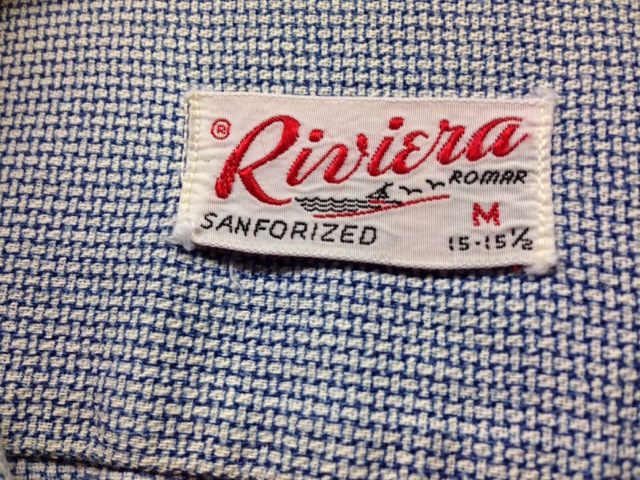 ® Riviera
ROMAR
SANFORIZED
M
15-15½